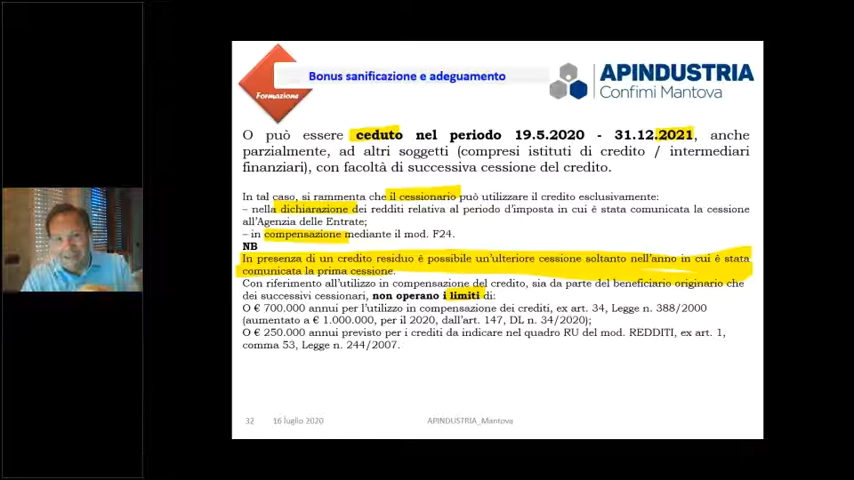 Bonus sanificazione e adeguamento
Formazione
APINDUSTRIA
Confimi Mantova
O può essere ceduto nel periodo 19.5.2020 - 31.12.2021, anche
parzialmente, ad altri soggetti (compresi istituti di credito / intermediari
finanziari), con facoltà di successiva cessione del credito.
In tal caso, si rammenta che il cessionario può utilizzare il credito esclusivamente:
– nella dichiarazione dei redditi relativa al periodo d'imposta in cui è stata comunicata la cessione
all'Agenzia delle Entrate;
– in compensazione mediante il mod. F24.
NB
In presenza di un credito residuo è possibile un'ulteriore cessione soltanto nell'anno in cui è stata
comunicata la prima cessione.
Con riferimento all'utilizzo in compensazione del credito, sia da parte del beneficiario originario che
dei successivi cessionari, non operano i limiti di:
O € 700.000 annui per l'utilizzo in compensazione dei crediti, ex art. 34, Legge n. 388/2000
(aumentato a € 1.000.000, per il 2020, dall'art. 147, DL n. 34/2020);
O € 250.000 annui previsto per i crediti da indicare nel quadro RU del mod. REDDITI, ex art. 1,
comma 53, Legge n. 244/2007.
32 16 luglio 2020 APINDUSTRIA_Mantova